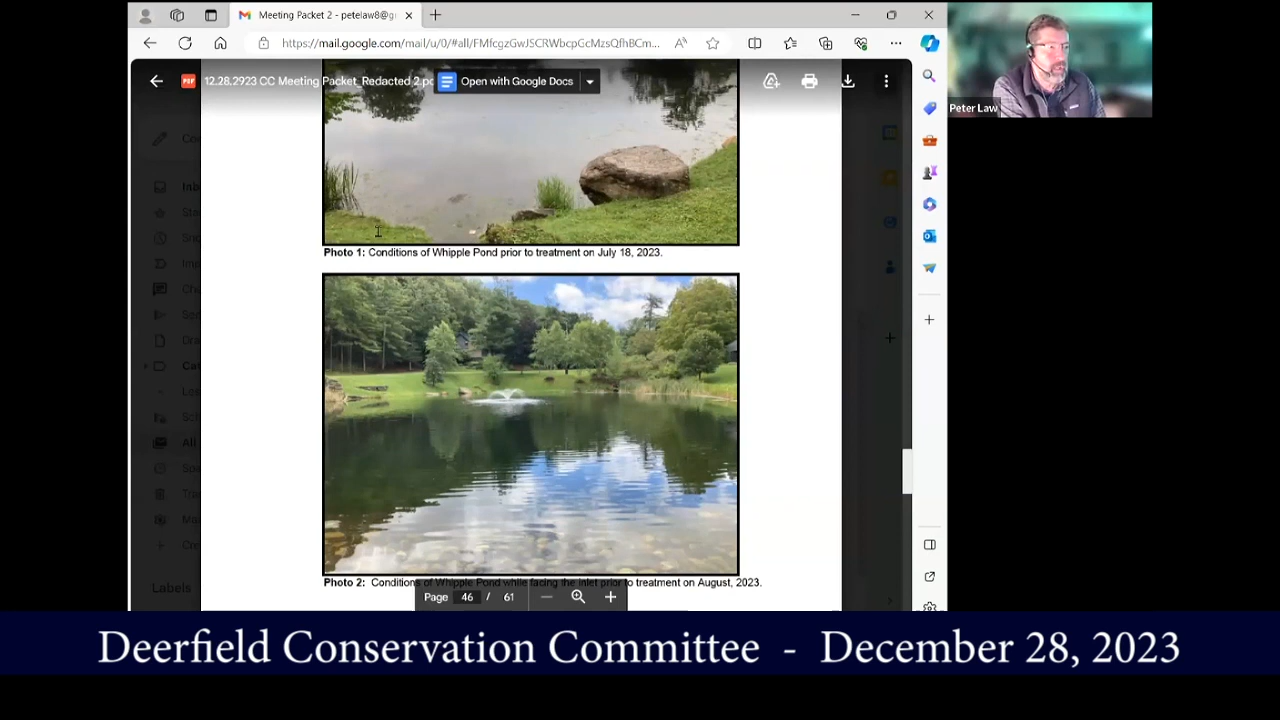 Meeting Packet 2 - petelaw8@g
https://mail.google.com/mail/u/0/#all/FMfcgzGwJSCRWbcpGcMzsQfhBCm...
PDF
12.28.2923 CC Meeting Packet_Redacted 2.p
Open with Google Docs
Peter Law
Photo 1: Conditions of Whipple Pond prior to treatment on July 18, 2023.
Photo 2: Conditions of Whipple Pond while facing the inlet prior to treatment on August, 2023.
Page 46 / 61
Labels
Deerfield Conservation Committee - December 28, 2023